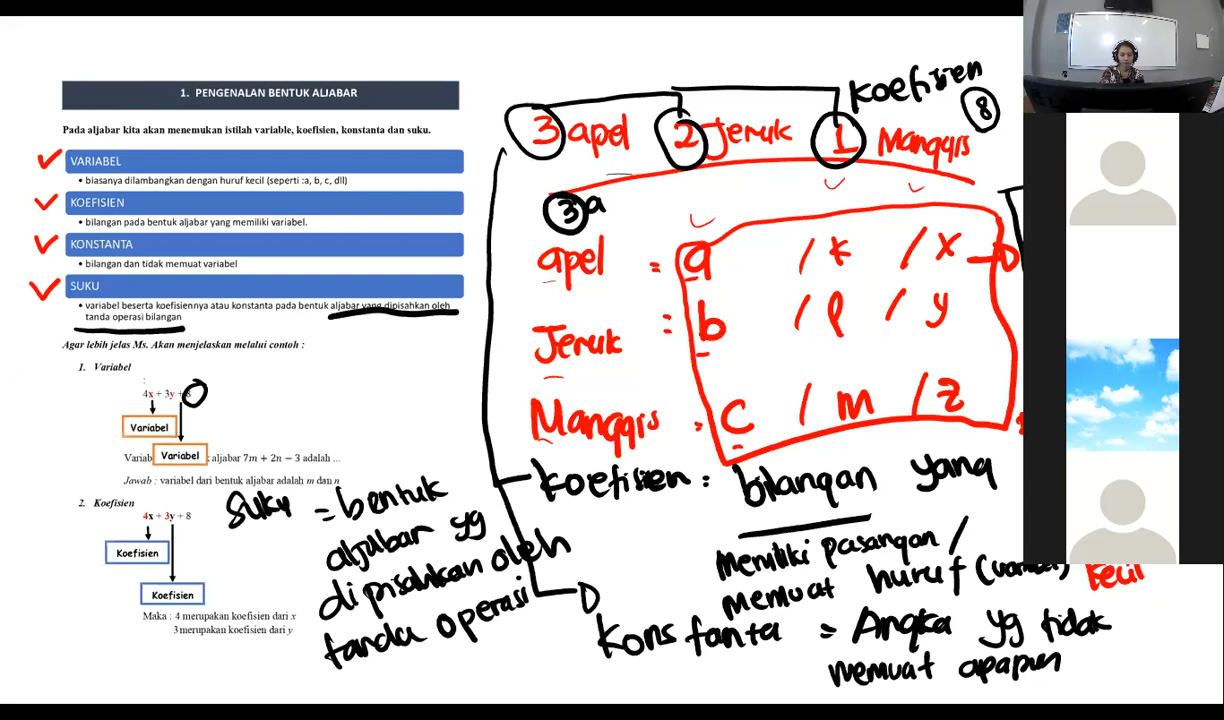 1. PENGENALAN BENTUK ALJABAR
Pada aljabar kita akan menemukan istilah variable, koefisien, konstanta dan suku.
VARIABEL
• biasanya dilambangkan dengan huruf kecil (seperti :a, b, c, dll)
KOEFISIEN
• bilangan pada bentuk aljabar yang memiliki variabel.
KONSTANTA
• bilangan dan tidak memuat variabel
SUKU
• variabel beserta koefisiennya atau konstanta pada bentuk aljabar yang dipisahkan oleh
tanda operasi bilangan
Agar lebih jelas Ms. Akan menjelaskan melalui contoh :
1. Variabel
:
4x + 3y + 8
Variabel
Variabel
aljabar 7m + 2n − 3 adalah ...
Jawab : variabel dari bentuk aljabar adalah m dan n
2. Koefisien
4x + 3y + 8
Koefisien
Koefisien
Maka : 4 merupakan koefisien dari x
3 merupakan koefisien dari y
Suku = bentuk
aljabar yg
dipisahkan oleh
tanda operasi
koefisien
8
3 apel 2 Jeruk 1 Manggis
3a
apel = a / k / x
Jeruk = b / l / y
Manggis = c / m / z
koefisien : bilangan yang
memiliki pasangan /
memuat huruf
kecil
Konstanta = Angka yg tidak
memuat apapun